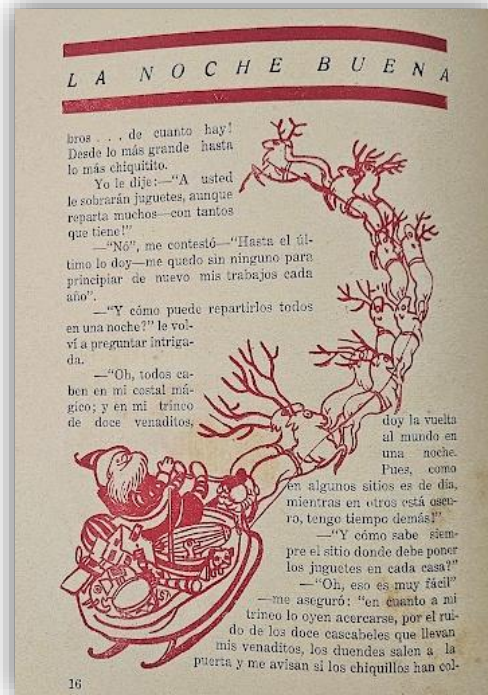 LA NOCHE BUENA
bros . . . de cuanto hay!
Desde lo más grande hasta
lo más chiquitito.
Yo le dije:—"A usted
le sobrarán juguetes, aunque
reparta muchos—con tantos
que tiene!"
—"Nó", me contestó—"Hasta el úl-
timo lo doy—me quedo sin ninguno para
principiar de nuevo mis trabajos cada
año".
—"Y cómo puede repartirlos todos
en una noche?" le vol-
ví a preguntar intriga-
da.
—"Oh, todos ca-
ben en mi costal má-
gico; y en mi trineo
de doce venaditos,
doy la vuelta
al mundo en
una noche.
Pues, como
en algunos sitios es de día,
mientras en otros está oscu-
ro, tengo tiempo demás!"
—"Y cómo sabe siem-
pre el sitio donde debe poner
los juguetes en cada casa?"
—"Oh, eso es muy fácil"
—me aseguró: "en cuanto a mi
trineo lo oyen acercarse, por el rui-
do de los doce cascabeles que llevan
mis venaditos, los duendes salen a la
puerta y me avisan si los chiquillos han col-
16